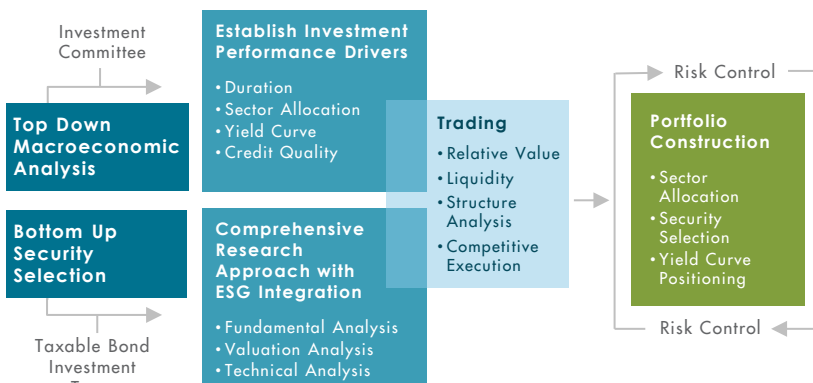 Investment
Committee
Top Down
Macroeconomic
Analysis
Bottom Up
Security
Selection
Taxable Bond
Investment
Establish Investment
Performance Drivers
• Duration
• Sector Allocation
• Yield Curve
• Credit Quality
Comprehensive
Research
Approach with
ESG Integration
• Fundamental Analysis
• Valuation Analysis
• Technical Analysis
Trading
• Relative Value
• Liquidity
• Structure
Analysis
• Competitive
Execution
Risk Control
Portfolio
Construction
• Sector
Allocation
• Security
Selection
• Yield Curve
Positioning
Risk Control